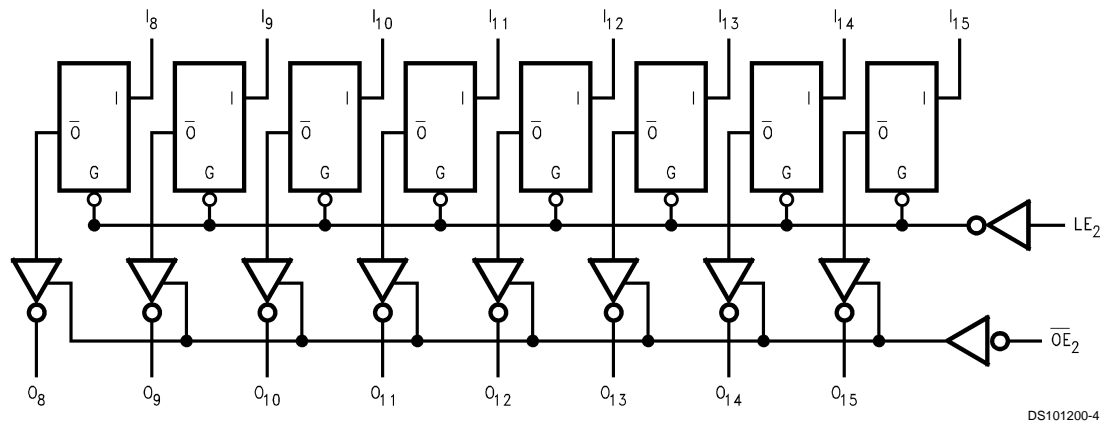 I₈ I₉ I₁₀ I₁₁ I₁₂ I₁₃ I₁₄ I₁₅
I I I I I I I I
O̅ O̅ O̅ O̅ O̅ O̅ O̅ O̅
G G G G G G G G
LE₂
O̅E̅₂
O₈ O₉ O₁₀ O₁₁ O₁₂ O₁₃ O₁₄ O₁₅
DS101200-4